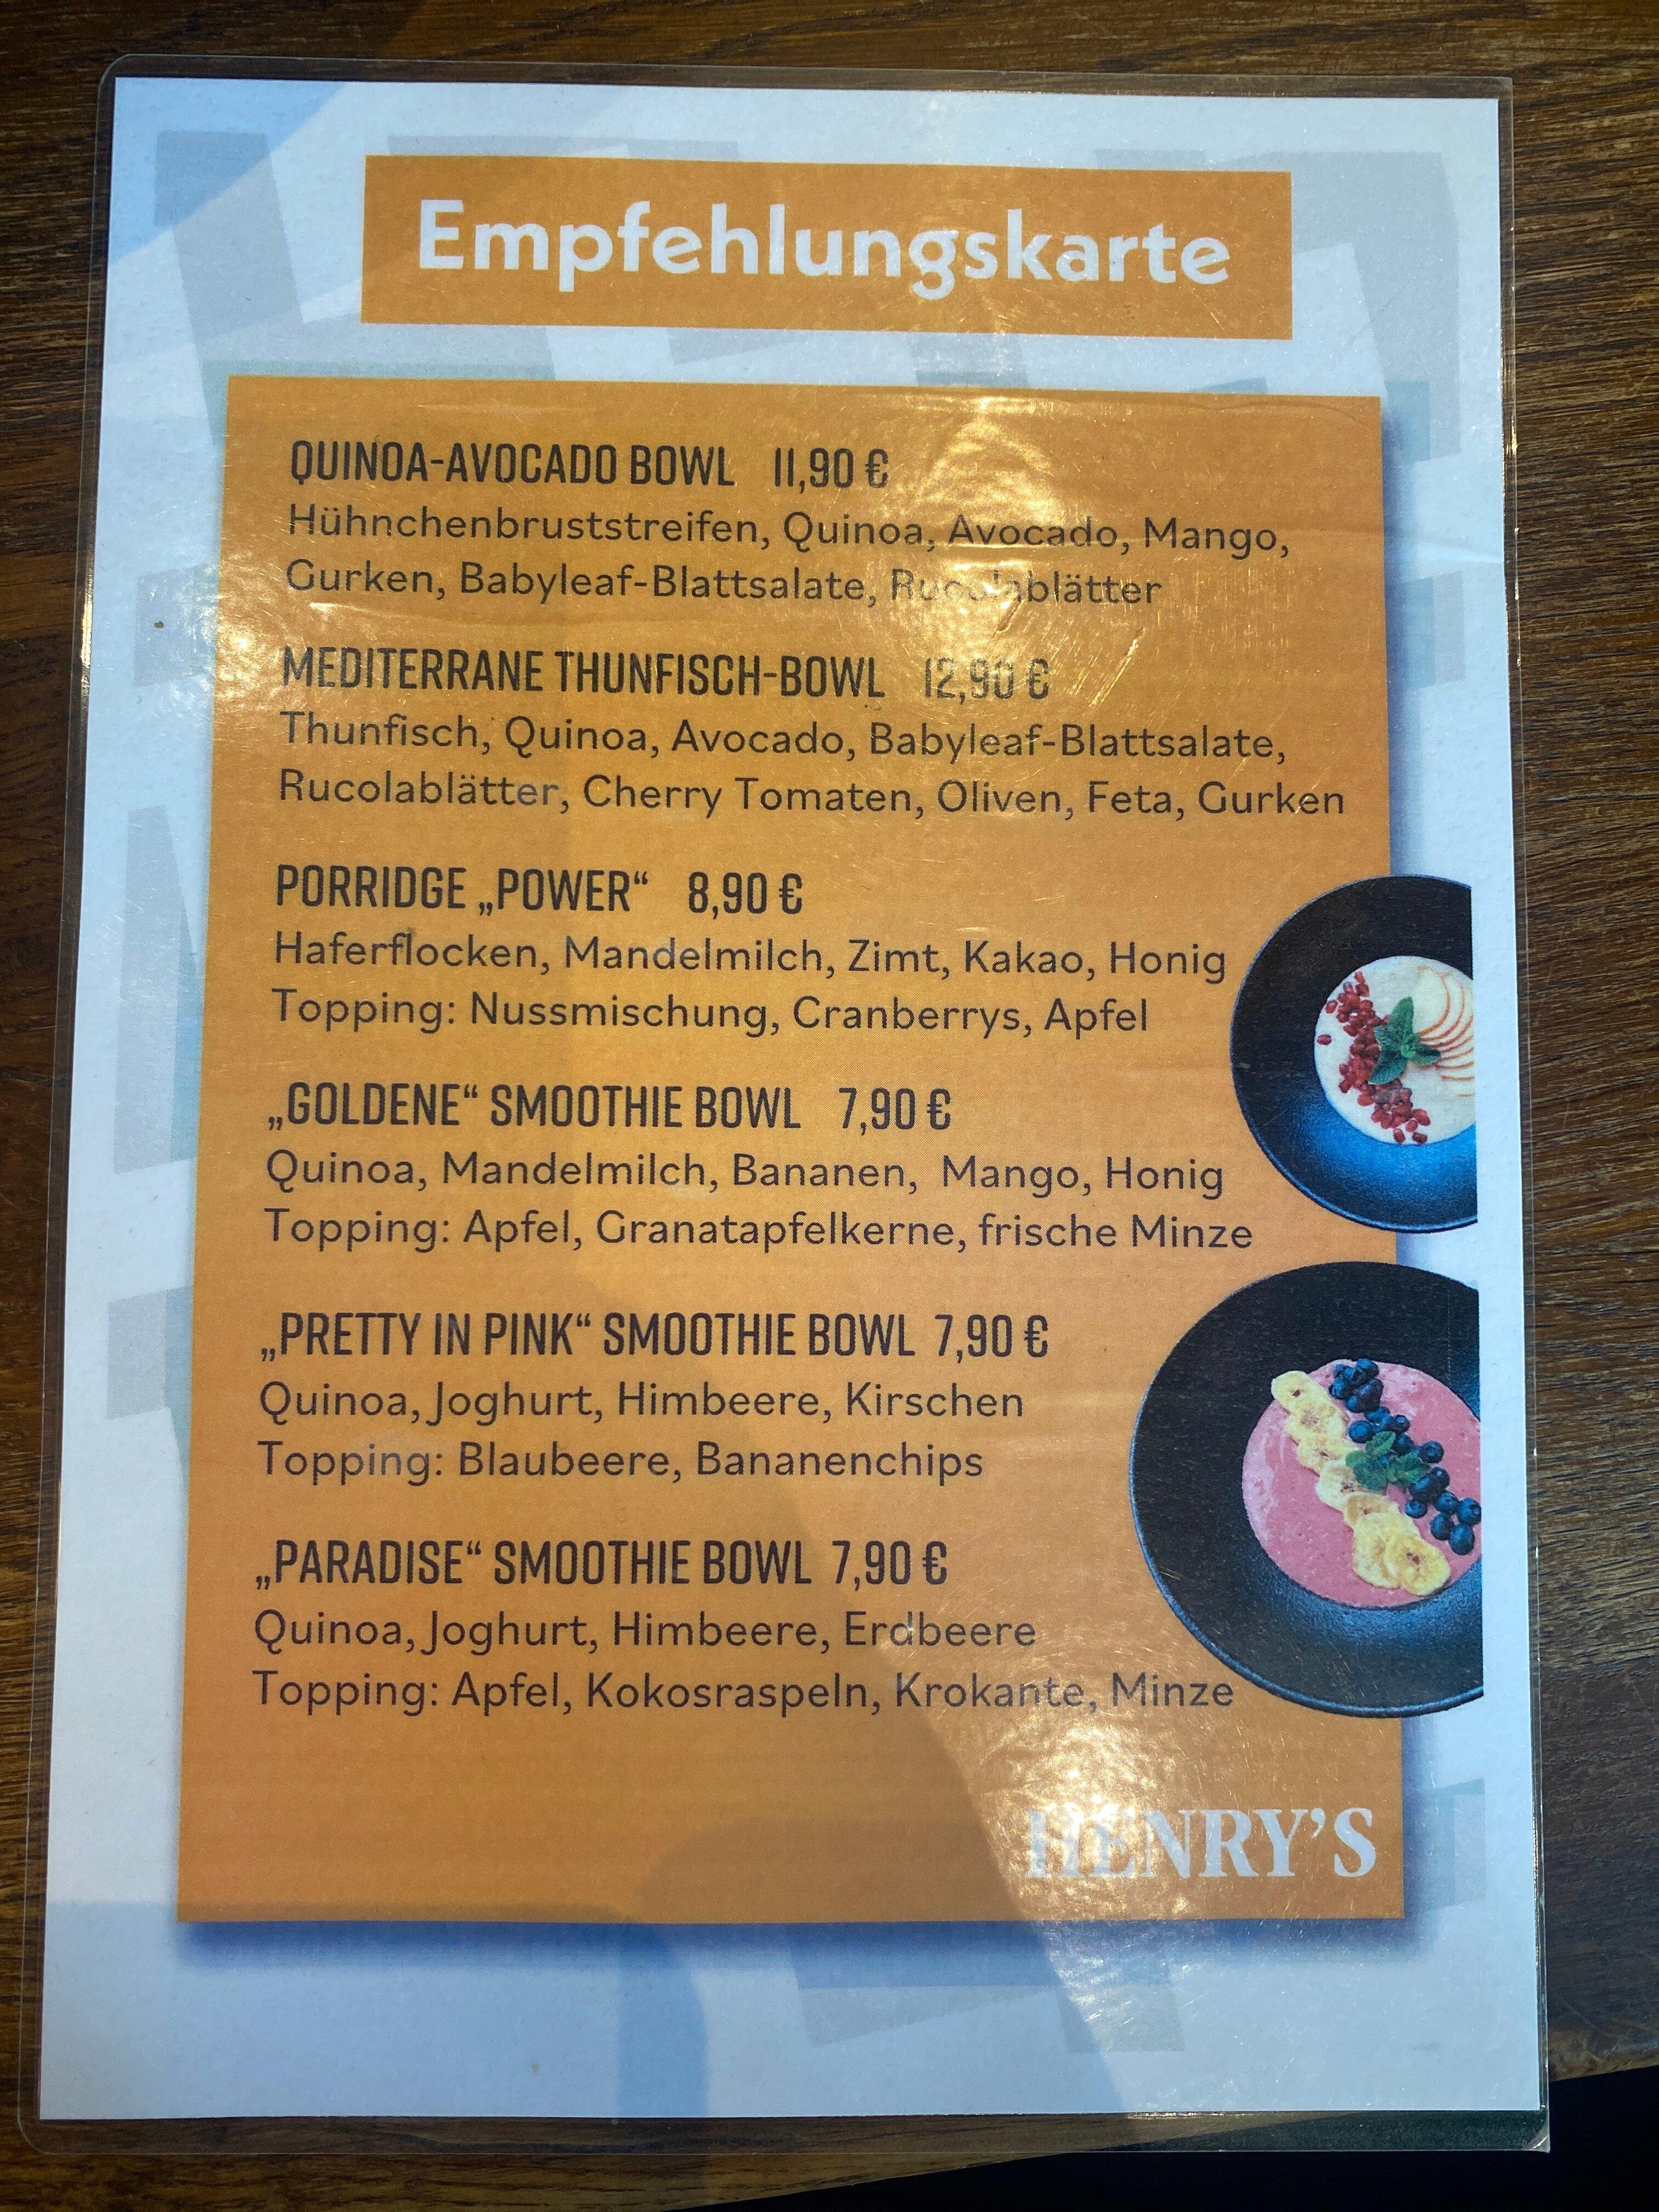 Empfehlungskarte
QUINOA-AVOCADO BOWL 11,90 €
Hühnchenbruststreifen, Quinoa, Avocado, Mango,
Gurken, Babyleaf-Blattsalate, Rucolablätter
MEDITERRANE THUNFISCH-BOWL 12,90 €
Thunfisch, Quinoa, Avocado, Babyleaf-Blattsalate,
Rucolablätter, Cherry Tomaten, Oliven, Feta, Gurken
PORRIDGE „POWER“ 8,90 €
Haferflocken, Mandelmilch, Zimt, Kakao, Honig
Topping: Nussmischung, Cranberrys, Apfel
„GOLDENE“ SMOOTHIE BOWL 7,90 €
Quinoa, Mandelmilch, Bananen, Mango, Honig
Topping: Apfel, Granatapfelkerne, frische Minze
„PRETTY IN PINK“ SMOOTHIE BOWL 7,90 €
Quinoa, Joghurt, Himbeere, Kirschen
Topping: Blaubeere, Bananenchips
„PARADISE“ SMOOTHIE BOWL 7,90 €
Quinoa, Joghurt, Himbeere, Erdbeere
Topping: Apfel, Kokosraspeln, Krokante, Minze
HENRY'S